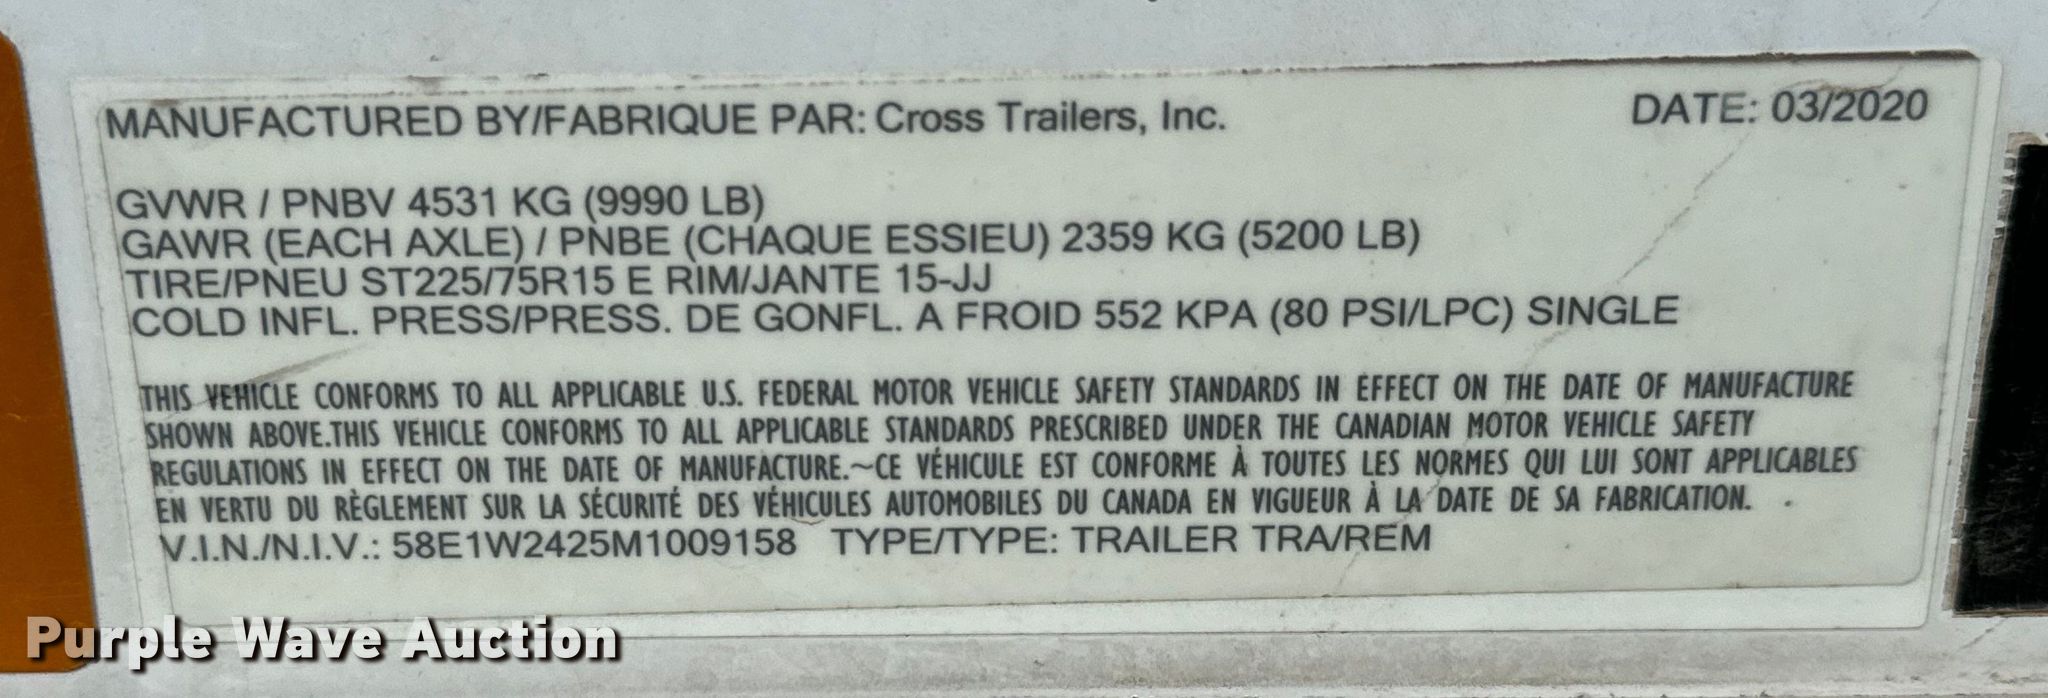 MANUFACTURED BY/FABRIQUE PAR: Cross Trailers, Inc. DATE: 03/2020
GVWR / PNBV 4531 KG (9990 LB)
GAWR (EACH AXLE) / PNBE (CHAQUE ESSIEU) 2359 KG (5200 LB)
TIRE/PNEU ST225/75R15 E RIM/JANTE 15-JJ
COLD INFL. PRESS/PRESS. DE GONFL. A FROID 552 KPA (80 PSI/LPC) SINGLE
THIS VEHICLE CONFORMS TO ALL APPLICABLE U.S. FEDERAL MOTOR VEHICLE SAFETY STANDARDS IN EFFECT ON THE DATE OF MANUFACTURE
SHOWN ABOVE.THIS VEHICLE CONFORMS TO ALL APPLICABLE STANDARDS PRESCRIBED UNDER THE CANADIAN MOTOR VEHICLE SAFETY
REGULATIONS IN EFFECT ON THE DATE OF MANUFACTURE.~CE VÉHICULE EST CONFORME À TOUTES LES NORMES QUI LUI SONT APPLICABLES
EN VERTU DU RÈGLEMENT SUR LA SÉCURITÉ DES VÉHICULES AUTOMOBILES DU CANADA EN VIGUEUR À LA DATE DE SA FABRICATION.
V.I.N./N.I.V.: 58E1W2425M1009158 TYPE/TYPE: TRAILER TRA/REM
Purple Wave Auction